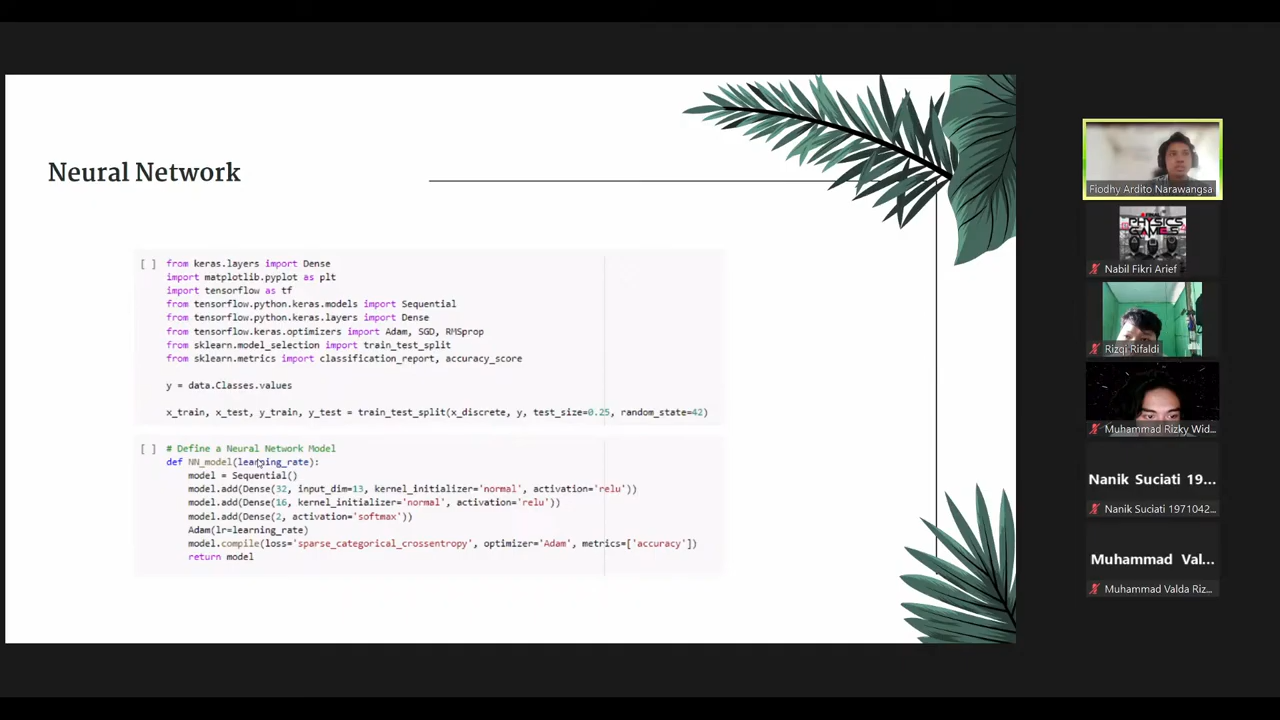 Neural Network
[ ] from keras.layers import Dense
import matplotlib.pyplot as plt
import tensorflow as tf
from tensorflow.python.keras.models import Sequential
from tensorflow.python.keras.layers import Dense
from tensorflow.keras.optimizers import Adam, SGD, RMSprop
from sklearn.model_selection import train_test_split
from sklearn.metrics import classification_report, accuracy_score
y = data.Classes.values
x_train, x_test, y_train, y_test = train_test_split(x_discrete, y, test_size=0.25, random_state=42)
[ ] # Define a Neural Network Model
def NN_model(learning_rate):
model = Sequential()
model.add(Dense(32, input_dim=13, kernel_initializer='normal', activation='relu'))
model.add(Dense(16, kernel_initializer='normal', activation='relu'))
model.add(Dense(2, activation='softmax'))
Adam(lr=learning_rate)
model.compile(loss='sparse_categorical_crossentropy', optimizer='Adam', metrics=['accuracy'])
return model
Fiodhy Ardito Narawangsa
PHYSICS
GAMES
Nabil Fikri Arief
Rizqi Rifaldi
Muhammad Rizky Wid...
Nanik Suciati 19...
Nanik Suciati 1971042...
Muhammad Val...
Muhammad Valda Riz...